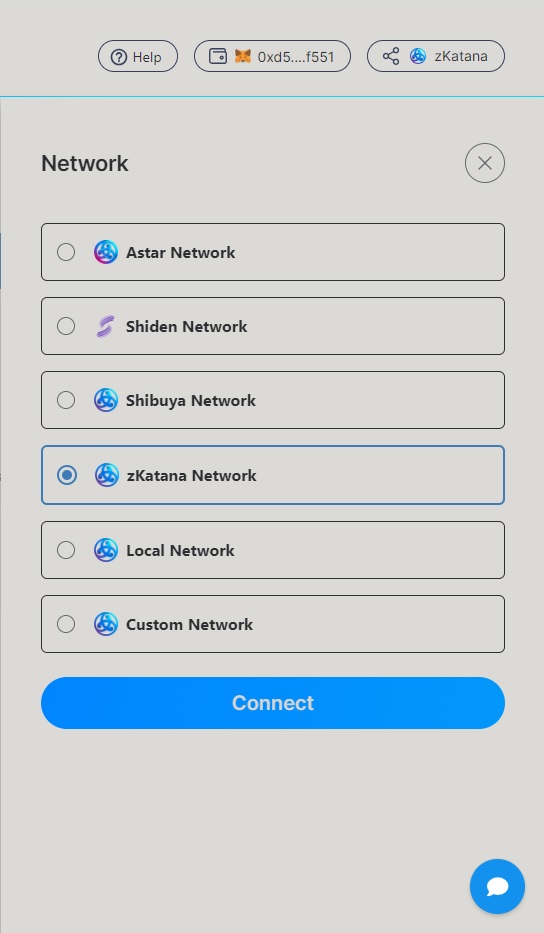 Help
0xd5....f551
zKatana
Network
Astar Network
Shiden Network
Shibuya Network
zKatana Network
Local Network
Custom Network
Connect